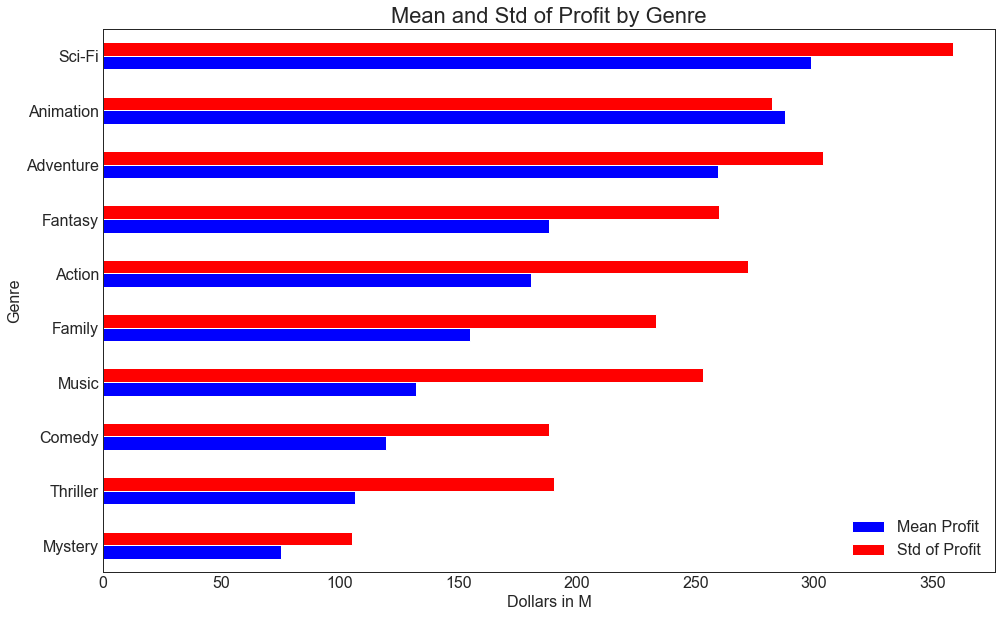 Mean and Std of Profit by Genre
Genre
Sci-Fi
Animation
Adventure
Fantasy
Action
Family
Music
Comedy
Thriller
Mystery
Mean Profit
Std of Profit
0 50 100 150 200 250 300 350
Dollars in M